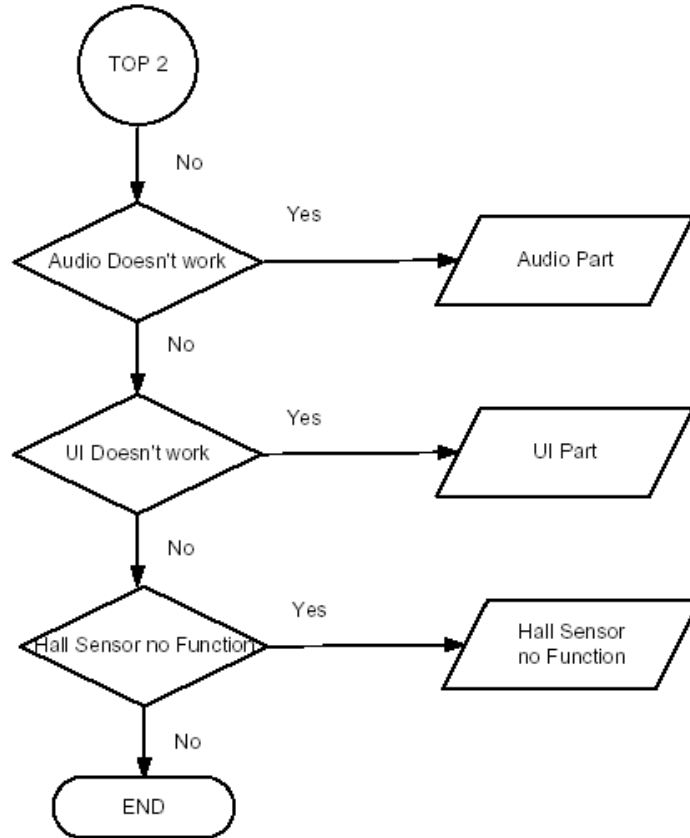 TOP 2
No
Audio Doesn't work
Yes
Audio Part
No
UI Doesn't work
Yes
UI Part
No
Hall Sensor no Function
Yes
Hall Sensor
no Function
No
END